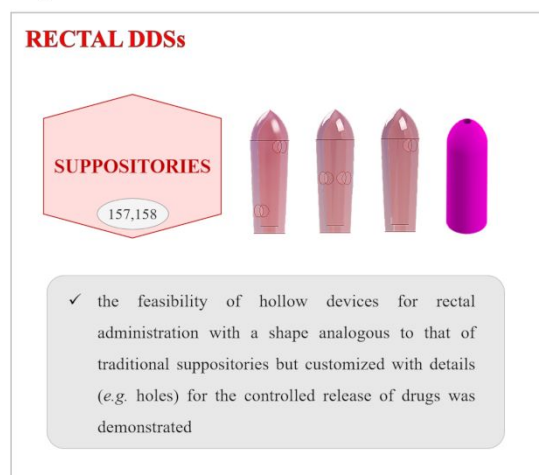 RECTAL DDSs
SUPPOSITORIES
157,158
✓ the feasibility of hollow devices for rectal
administration with a shape analogous to that of
traditional suppositories but customized with details
(e.g. holes) for the controlled release of drugs was
demonstrated